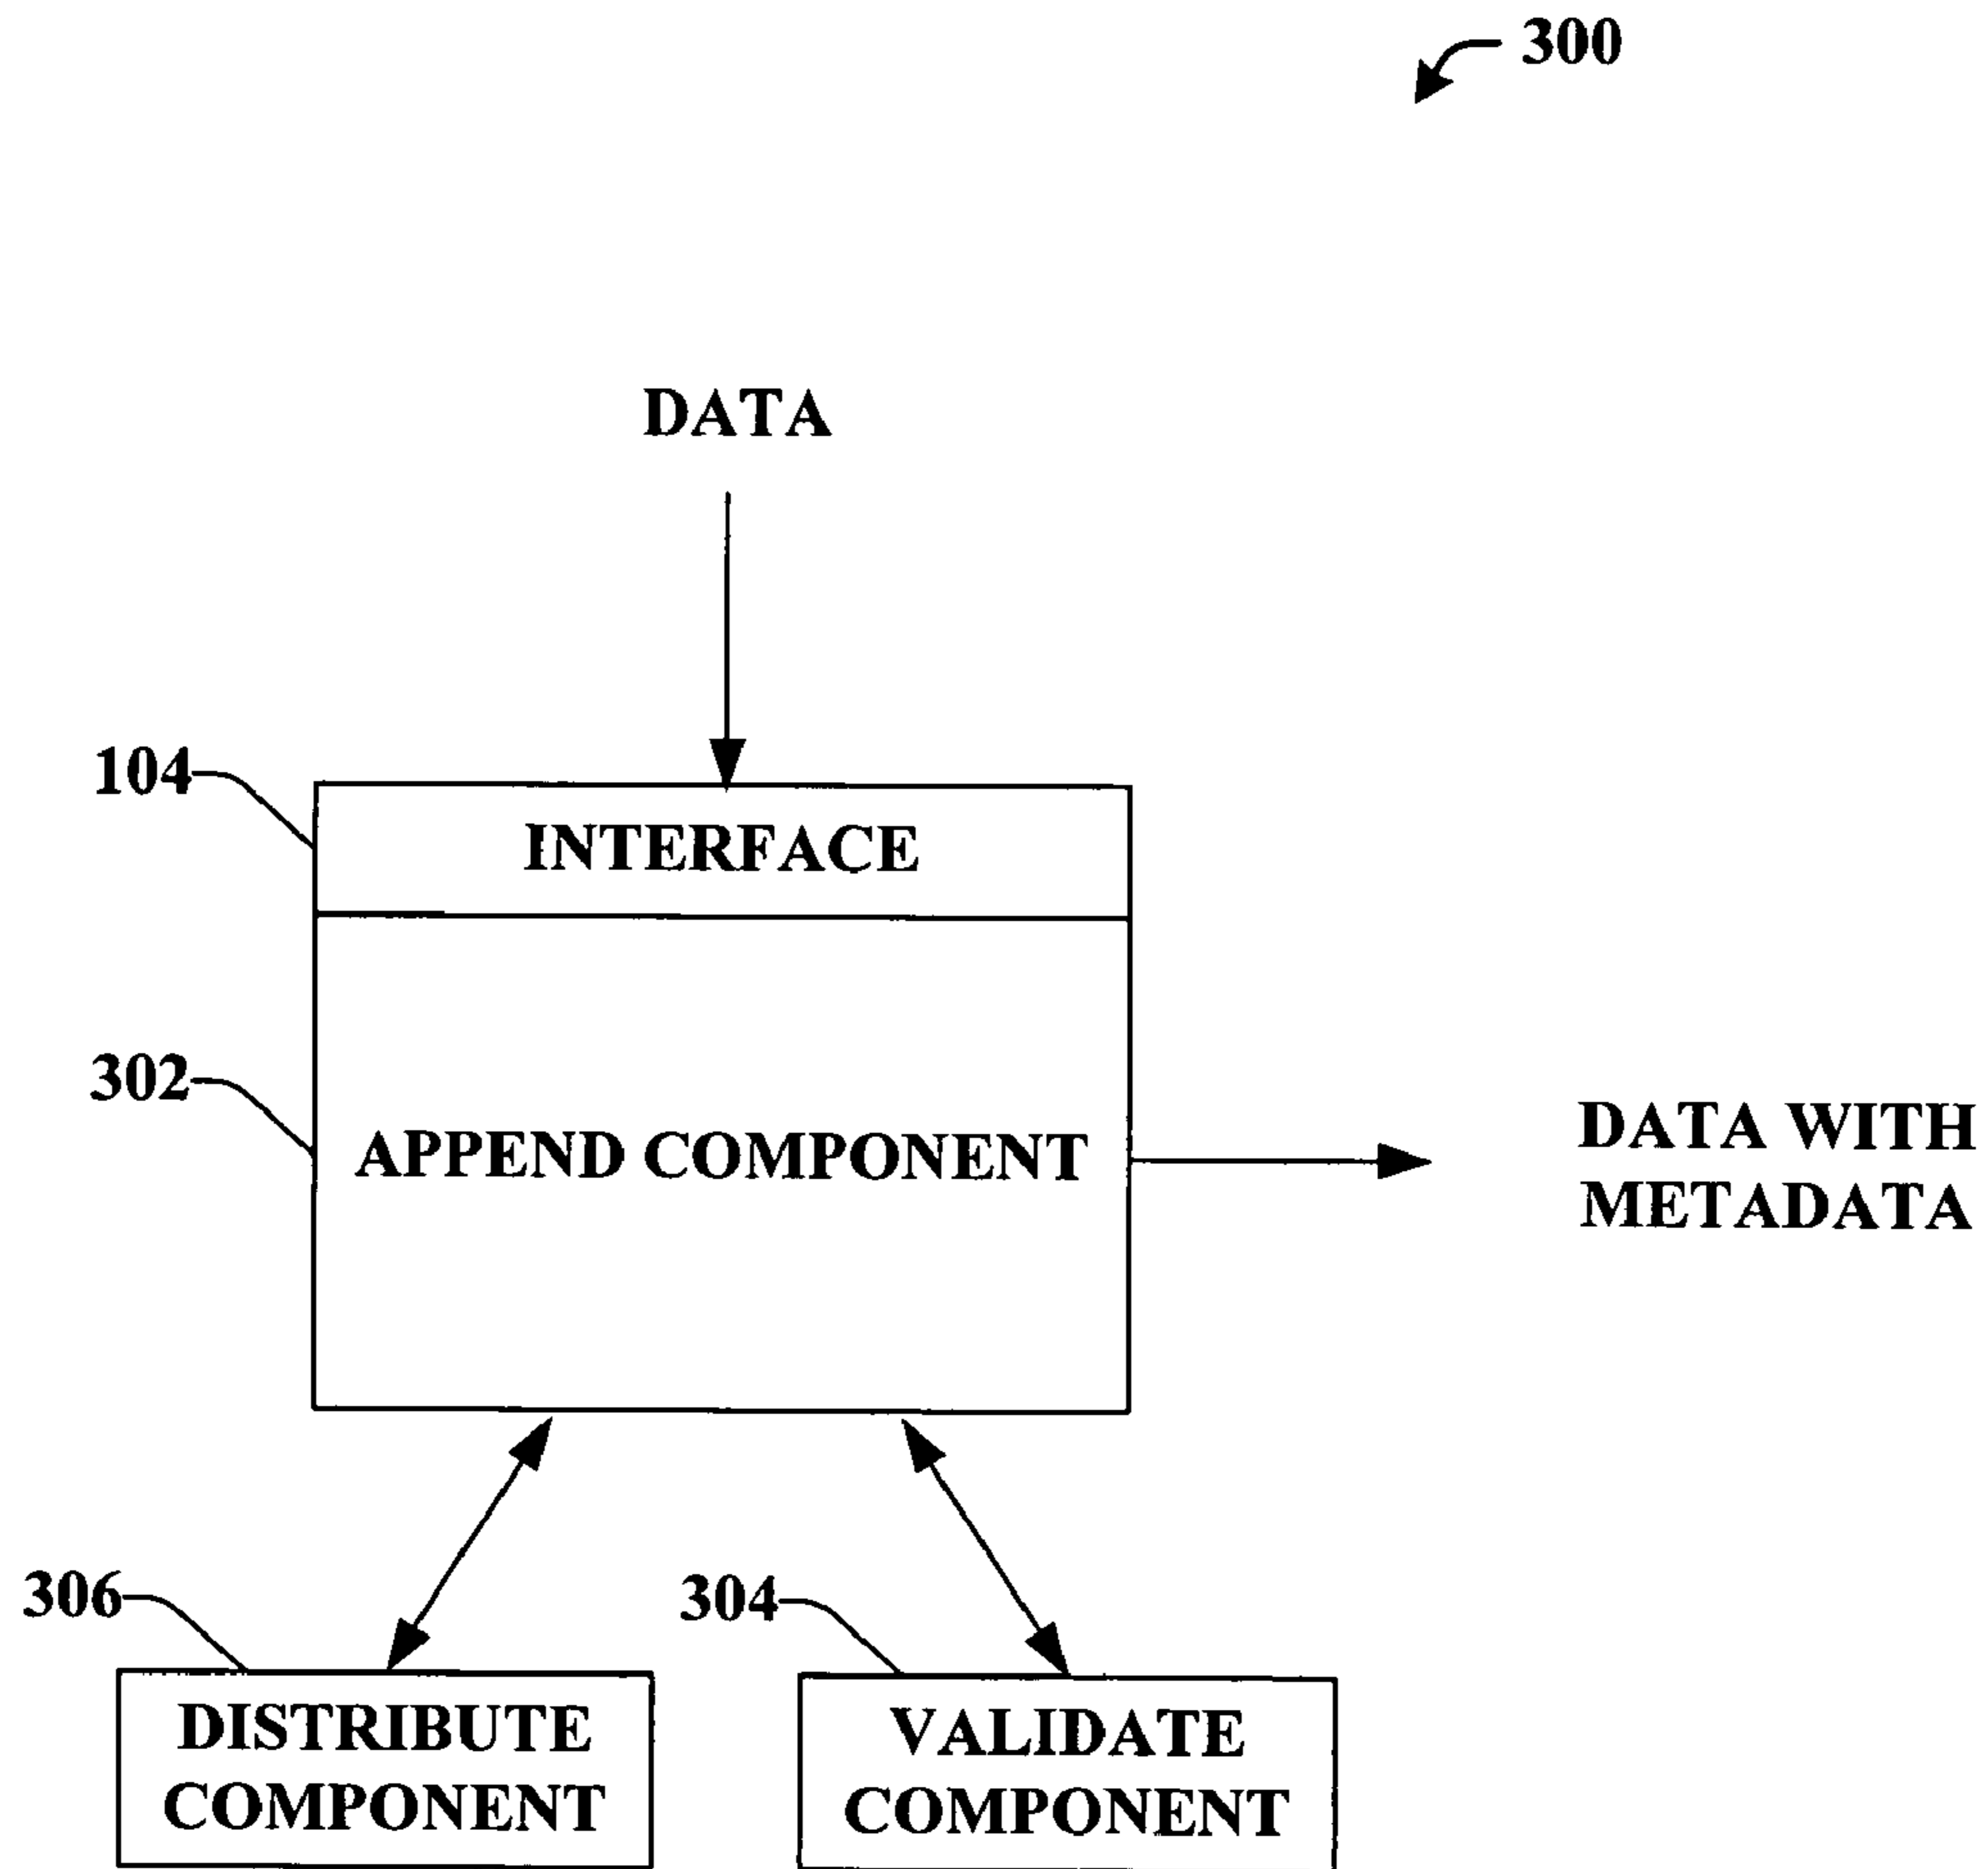 300
DATA
104
INTERFACE
302
APPEND COMPONENT
DATA WITH
METADATA
306
304
DISTRIBUTE
COMPONENT
VALIDATE
COMPONENT